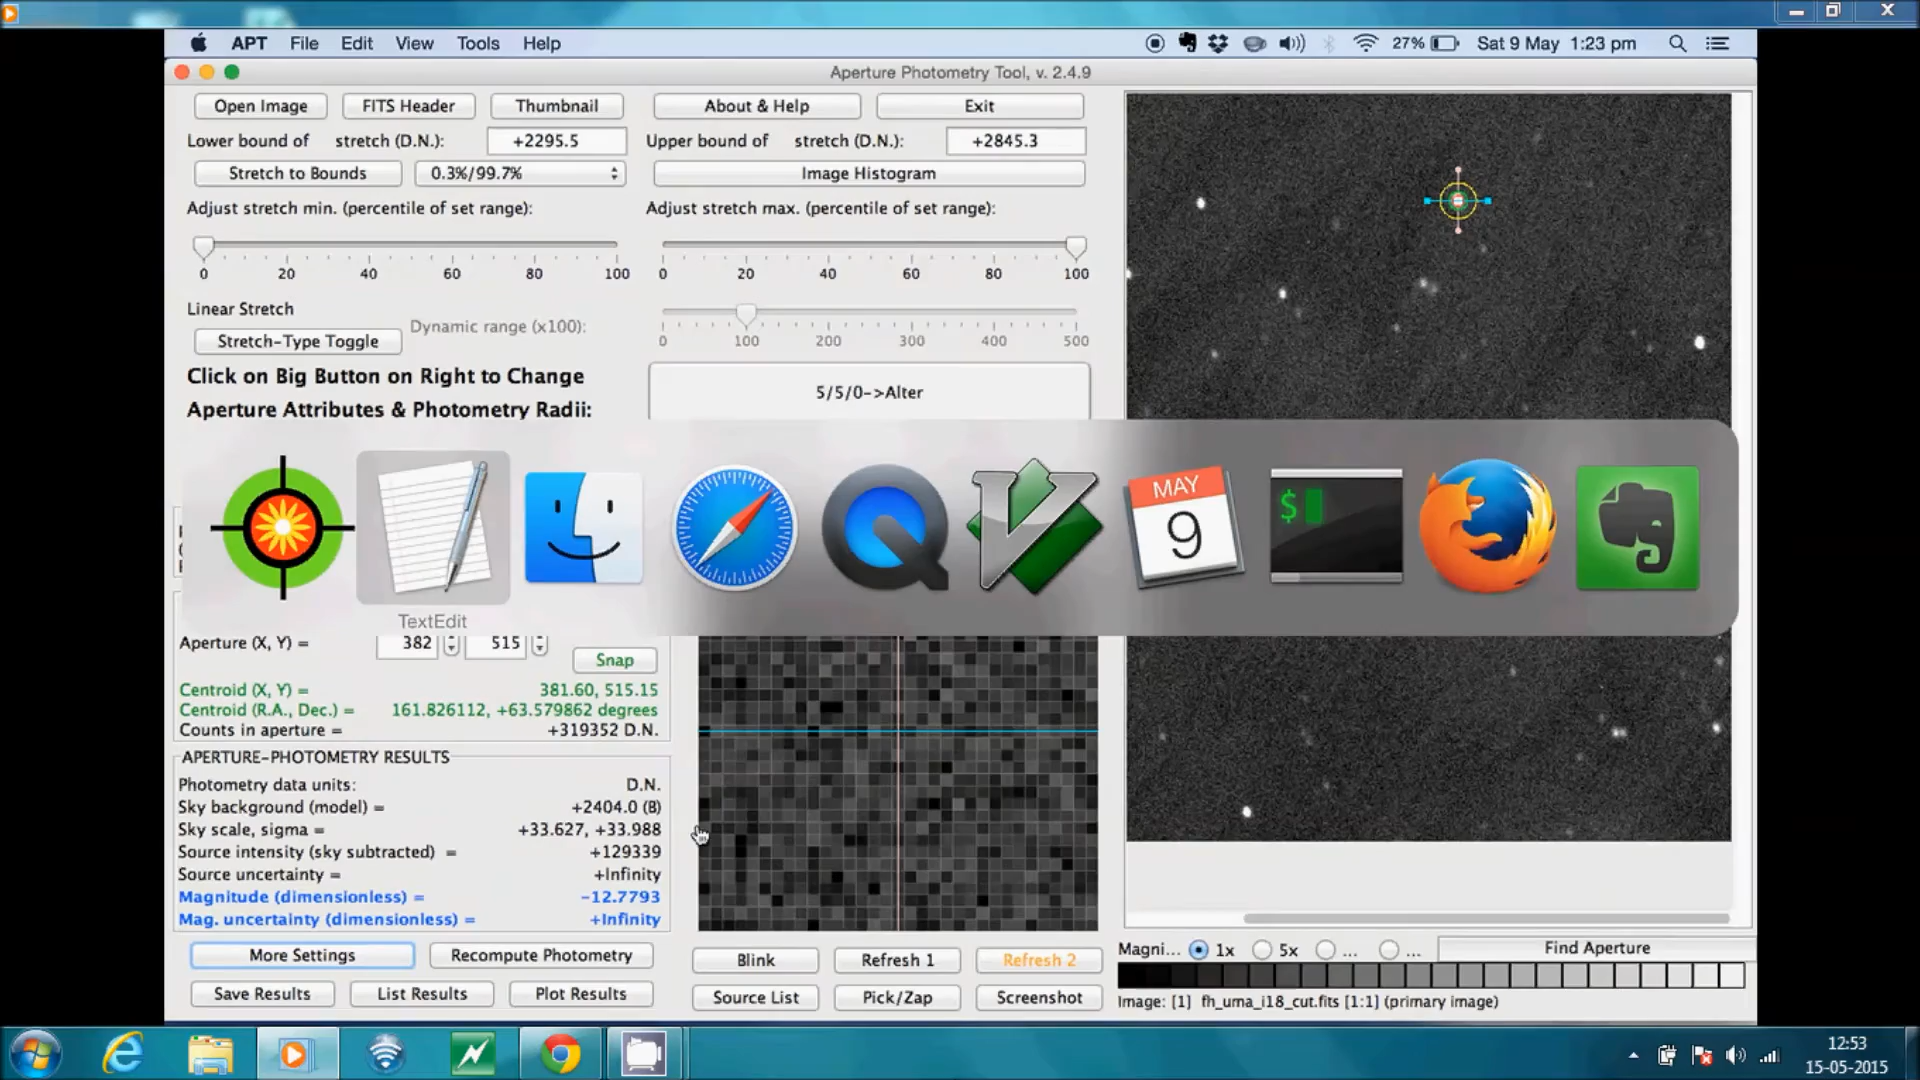 APT File Edit View Tools Help 27% Sat 9 May 1:23 pm
Aperture Photometry Tool, v. 2.4.9
Open Image FITS Header Thumbnail About & Help Exit
Lower bound of stretch (D.N.): +2295.5 Upper bound of stretch (D.N.): +2845.3
Stretch to Bounds 0.3%/99.7% Image Histogram
Adjust stretch min. (percentile of set range): Adjust stretch max. (percentile of set range):
0 20 40 60 80 100 0 20 40 60 80 100
Linear Stretch
Dynamic range (x100):
Stretch-Type Toggle 0 100 200 300 400 500
Click on Big Button on Right to Change
5/5/0->Alter
Aperture Attributes & Photometry Radii:
MAY
9
$
TextEdit
Aperture (X, Y) = 382 515
Snap
Centroid (X, Y) = 381.60, 515.15
Centroid (R.A., Dec.) = 161.826112, +63.579862 degrees
Counts in aperture = +319352 D.N.
APERTURE-PHOTOMETRY RESULTS
Photometry data units: D.N.
Sky background (model) = +2404.0 (B)
Sky scale, sigma = +33.627, +33.988
Source intensity (sky subtracted) = +129339
Source uncertainty = +Infinity
Magnitude (dimensionless) = -12.7793
Mag. uncertainty (dimensionless) = +Infinity
More Settings Recompute Photometry Blink Refresh 1 Refresh 2
Magni... 1x 5x ... ... Find Aperture
Save Results List Results Plot Results Source List Pick/Zap Screenshot
Image: [1] fh_uma_i18_cut.fits [1:1] (primary image)
12:53
15-05-2015